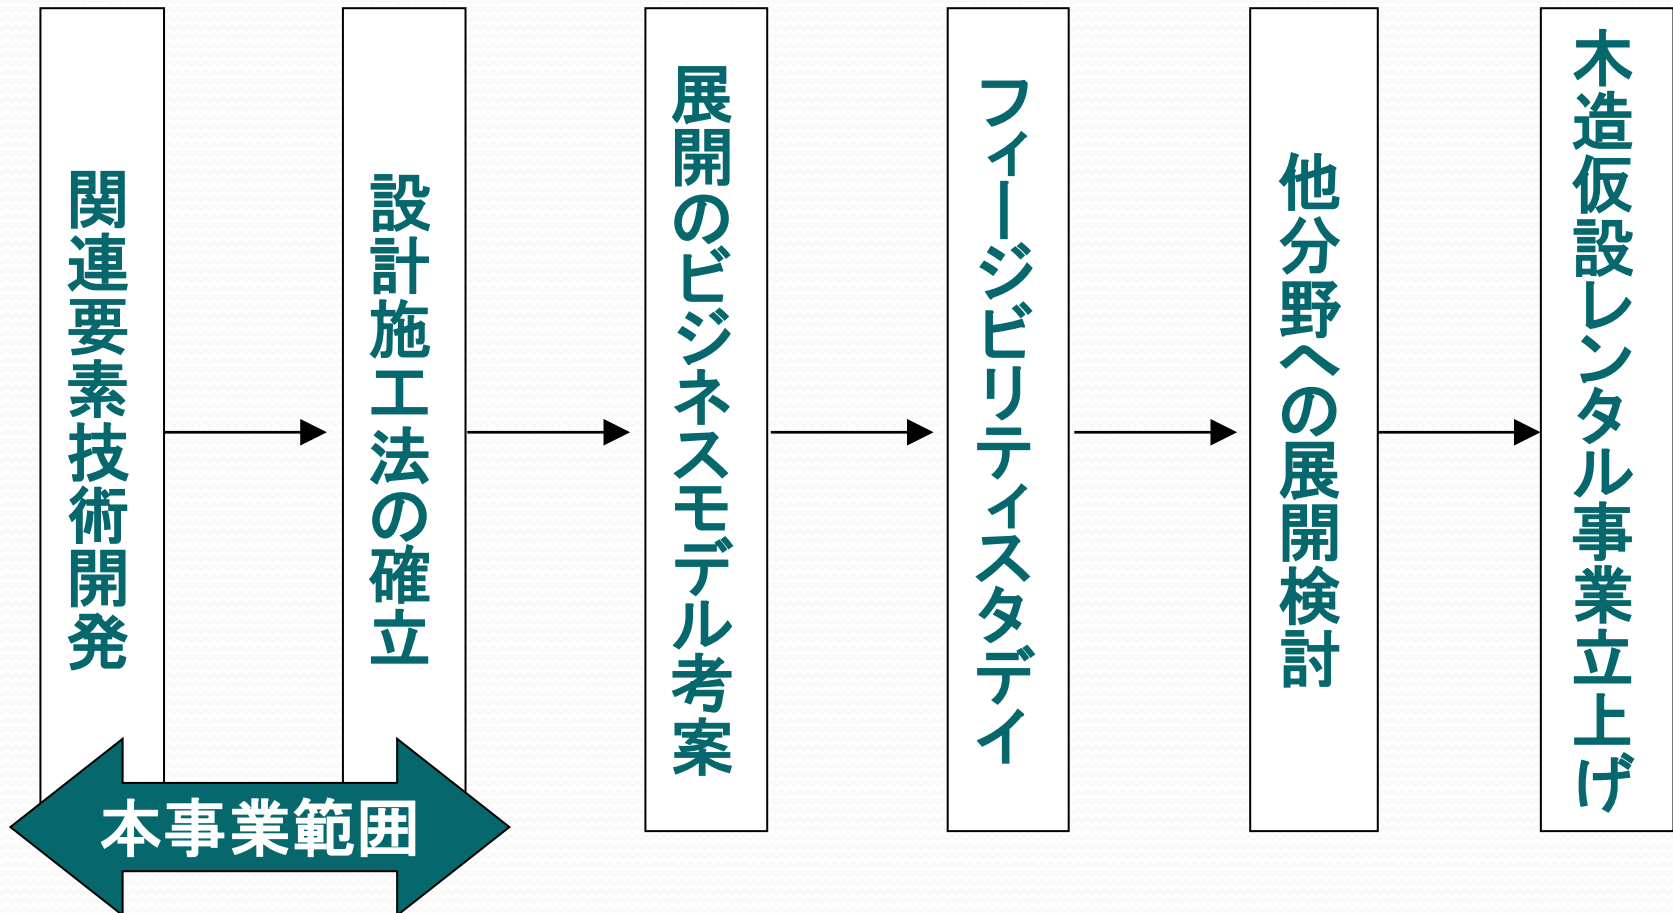 関連要素技術開発
設計施工法の確立
展開のビジネスモデル考案
フィージビリティスタデイ
他分野への展開検討
木造仮設レンタル事業立上げ
本事業範囲